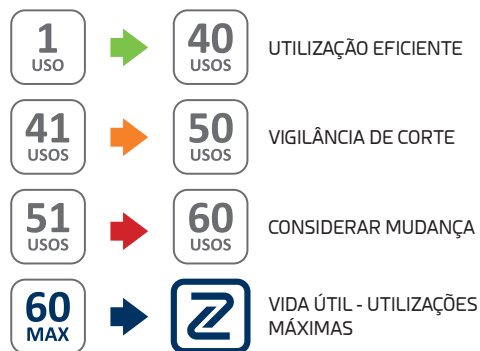 1
USO
40
USOS
UTILIZAÇÃO EFICIENTE
41
USOS
50
USOS
VIGILÂNCIA DE CORTE
51
USOS
60
USOS
CONSIDERAR MUDANÇA
60
MAX
Z
VIDA ÚTIL - UTILIZAÇÕES
MÁXIMAS